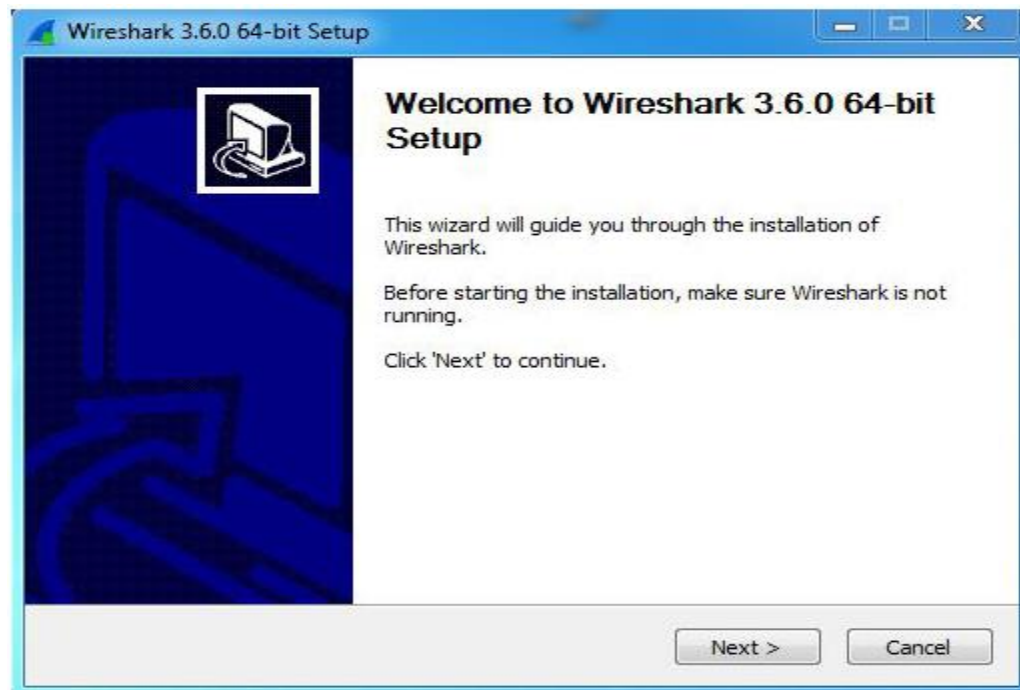 Wireshark 3.6.0 64-bit Setup
Welcome to Wireshark 3.6.0 64-bit
Setup
This wizard will guide you through the installation of
Wireshark.
Before starting the installation, make sure Wireshark is not
running.
Click 'Next' to continue.
Next >
Cancel